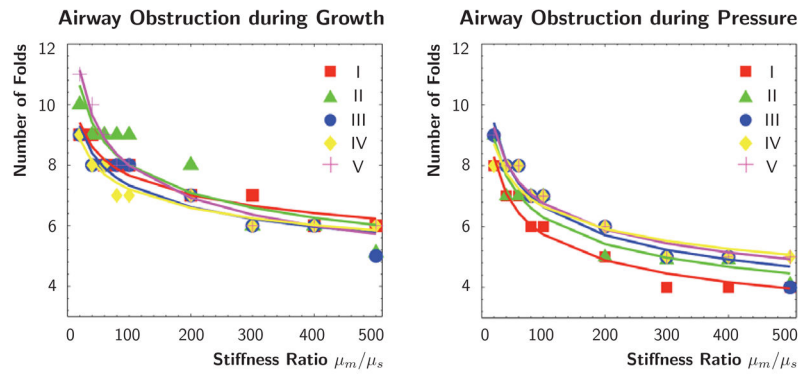 Airway Obstruction during Growth
Number of Folds
12
10
8
6
4
I
II
III
IV
V
0 100 200 300 400 500
Stiffness Ratio μm/μs
Airway Obstruction during Pressure
Number of Folds
12
10
8
6
4
I
II
III
IV
V
0 100 200 300 400 500
Stiffness Ratio μm/μs